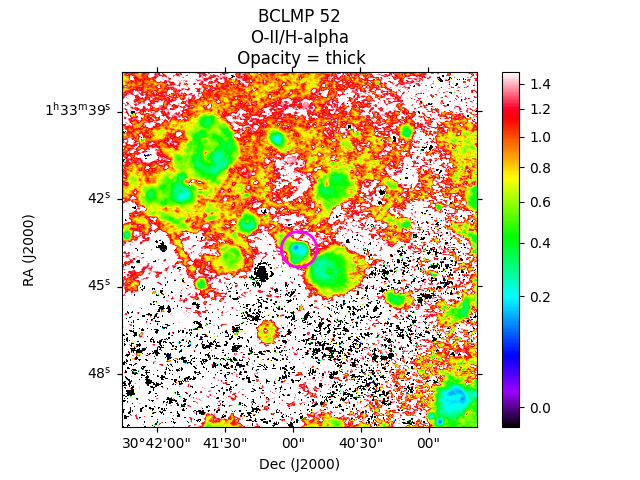 BCLMP 52
O-II/H-alpha
Opacity = thick
1ʰ33ᵐ39ˢ
42ˢ
45ˢ
48ˢ
RA (J2000)
30°42'00" 41'30" 00" 40'30" 00"
Dec (J2000)
1.4
1.2
1.0
0.8
0.6
0.4
0.2
0.0